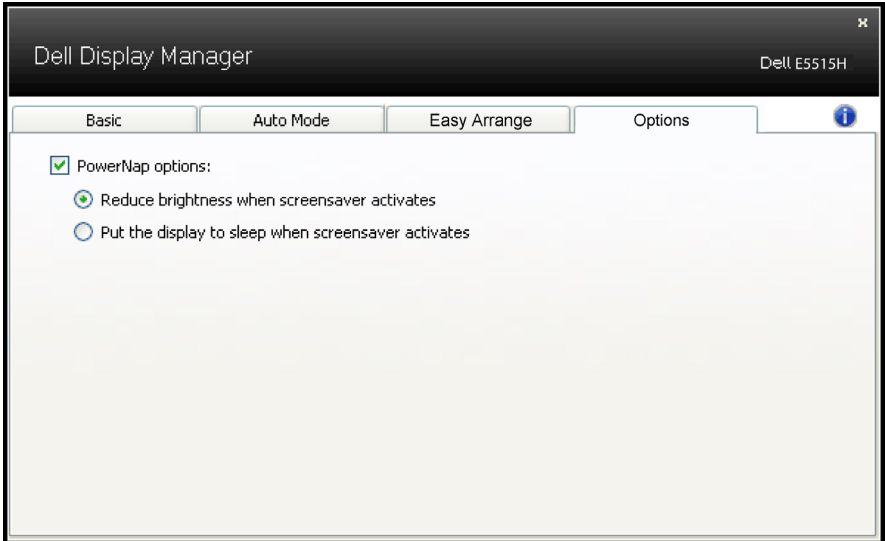 Dell Display Manager
Dell E5515H
Basic
Auto Mode
Easy Arrange
Options
PowerNap options:
Reduce brightness when screensaver activates
Put the display to sleep when screensaver activates